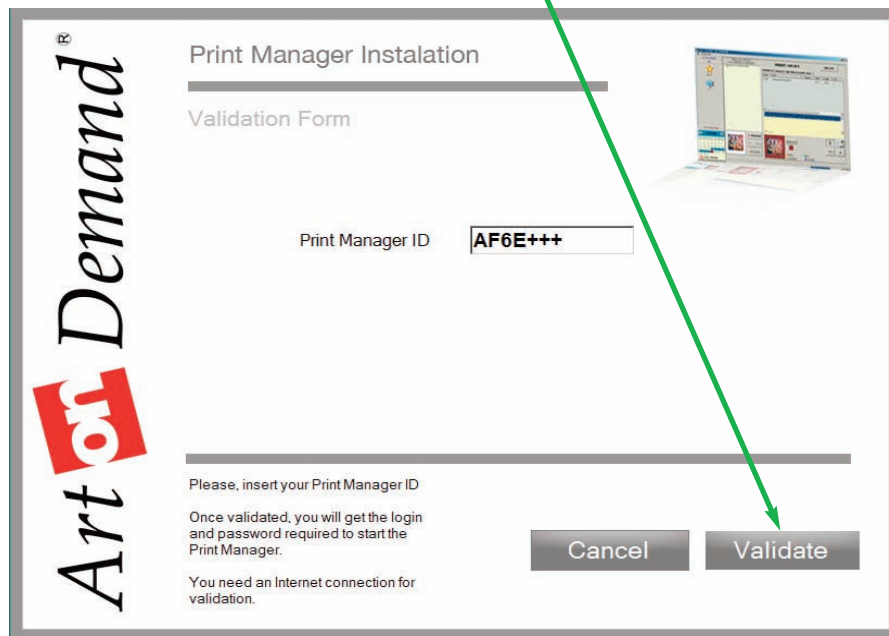 Art on Demand®
Print Manager Instalation
Validation Form
Print Manager ID
AF6E+++
Please, insert your Print Manager ID
Once validated, you will get the login
and password required to start the
Print Manager.
You need an Internet connection for
validation.
Cancel
Validate